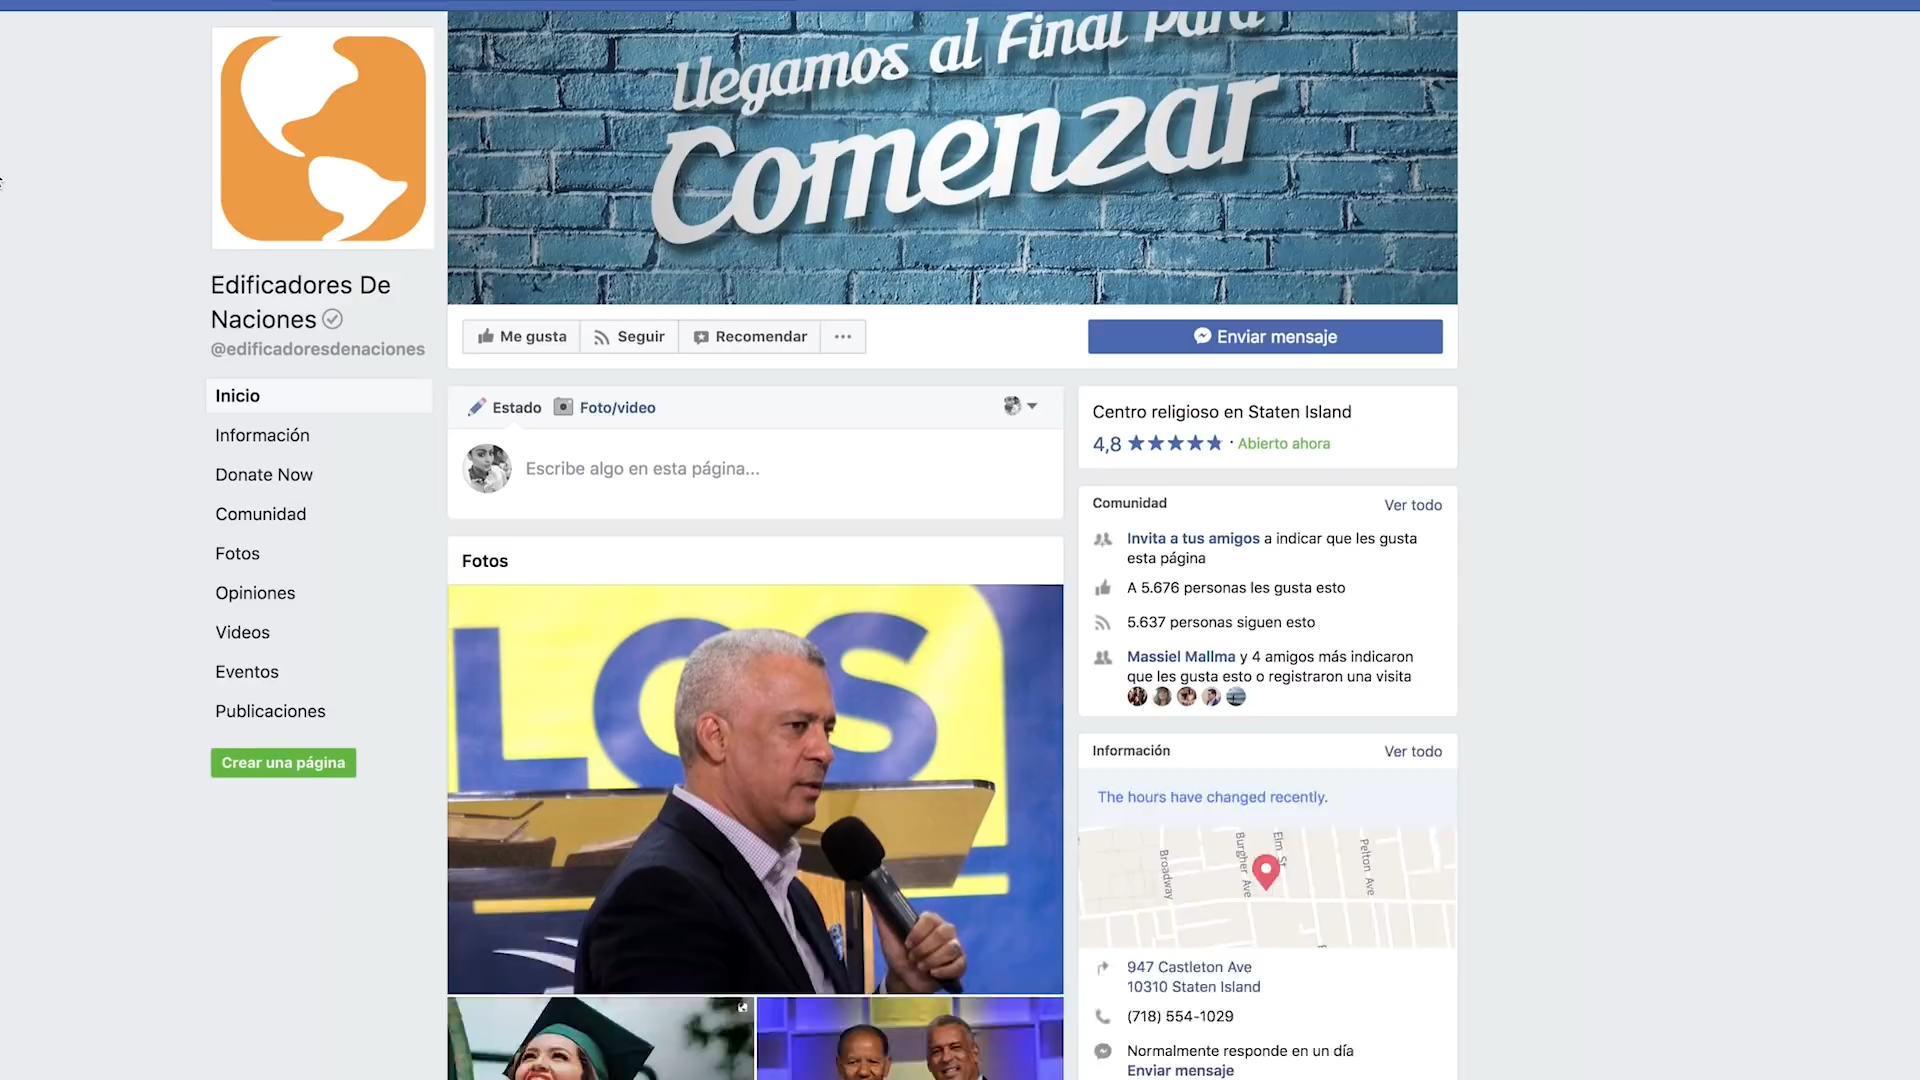 Llegamos al Final para
Comenzar
Edificadores De
Naciones
@edificadoresdenaciones
Inicio
Información
Donate Now
Comunidad
Fotos
Opiniones
Videos
Eventos
Publicaciones
Crear una página
Me gusta
Seguir
Recomendar
Enviar mensaje
Estado
Foto/video
Escribe algo en esta página...
Fotos
LOS
Centro religioso en Staten Island
4,8 ★★★★★ · Abierto ahora
Comunidad
Ver todo
Invita a tus amigos a indicar que les gusta
esta página
A 5.676 personas les gusta esto
5.637 personas siguen esto
Massiel Mallma y 4 amigos más indicaron
que les gusta esto o registraron una visita
Información
Ver todo
The hours have changed recently.
Broadway
Burgher Ave
Elm St
Pelton Ave
947 Castleton Ave
10310 Staten Island
(718) 554-1029
Normalmente responde en un día
Enviar mensaje